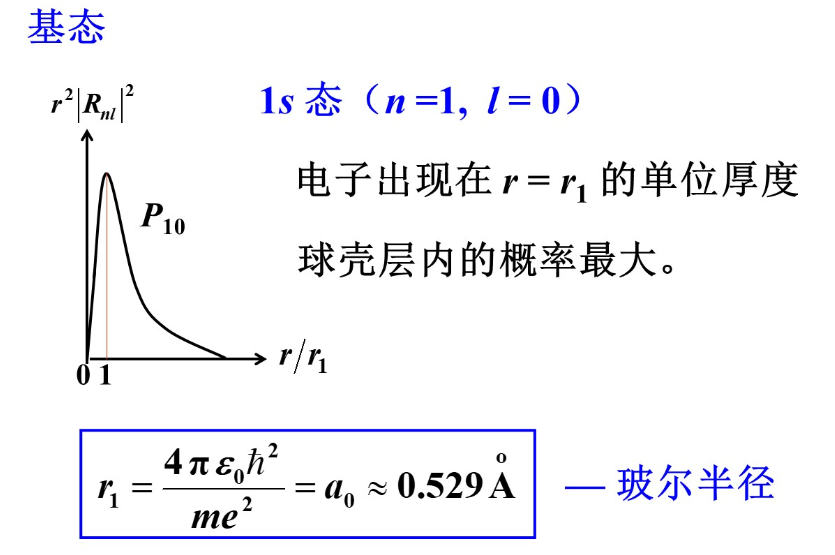 基态
r²|Rₙₗ|²
1s 态（n =1, l = 0）
电子出现在 r = r₁ 的单位厚度
P₁₀
球壳层内的概率最大。
r/r₁
0 1
r₁ = 4πε₀ħ² / me² = a₀ ≈ 0.529 Å — 玻尔半径